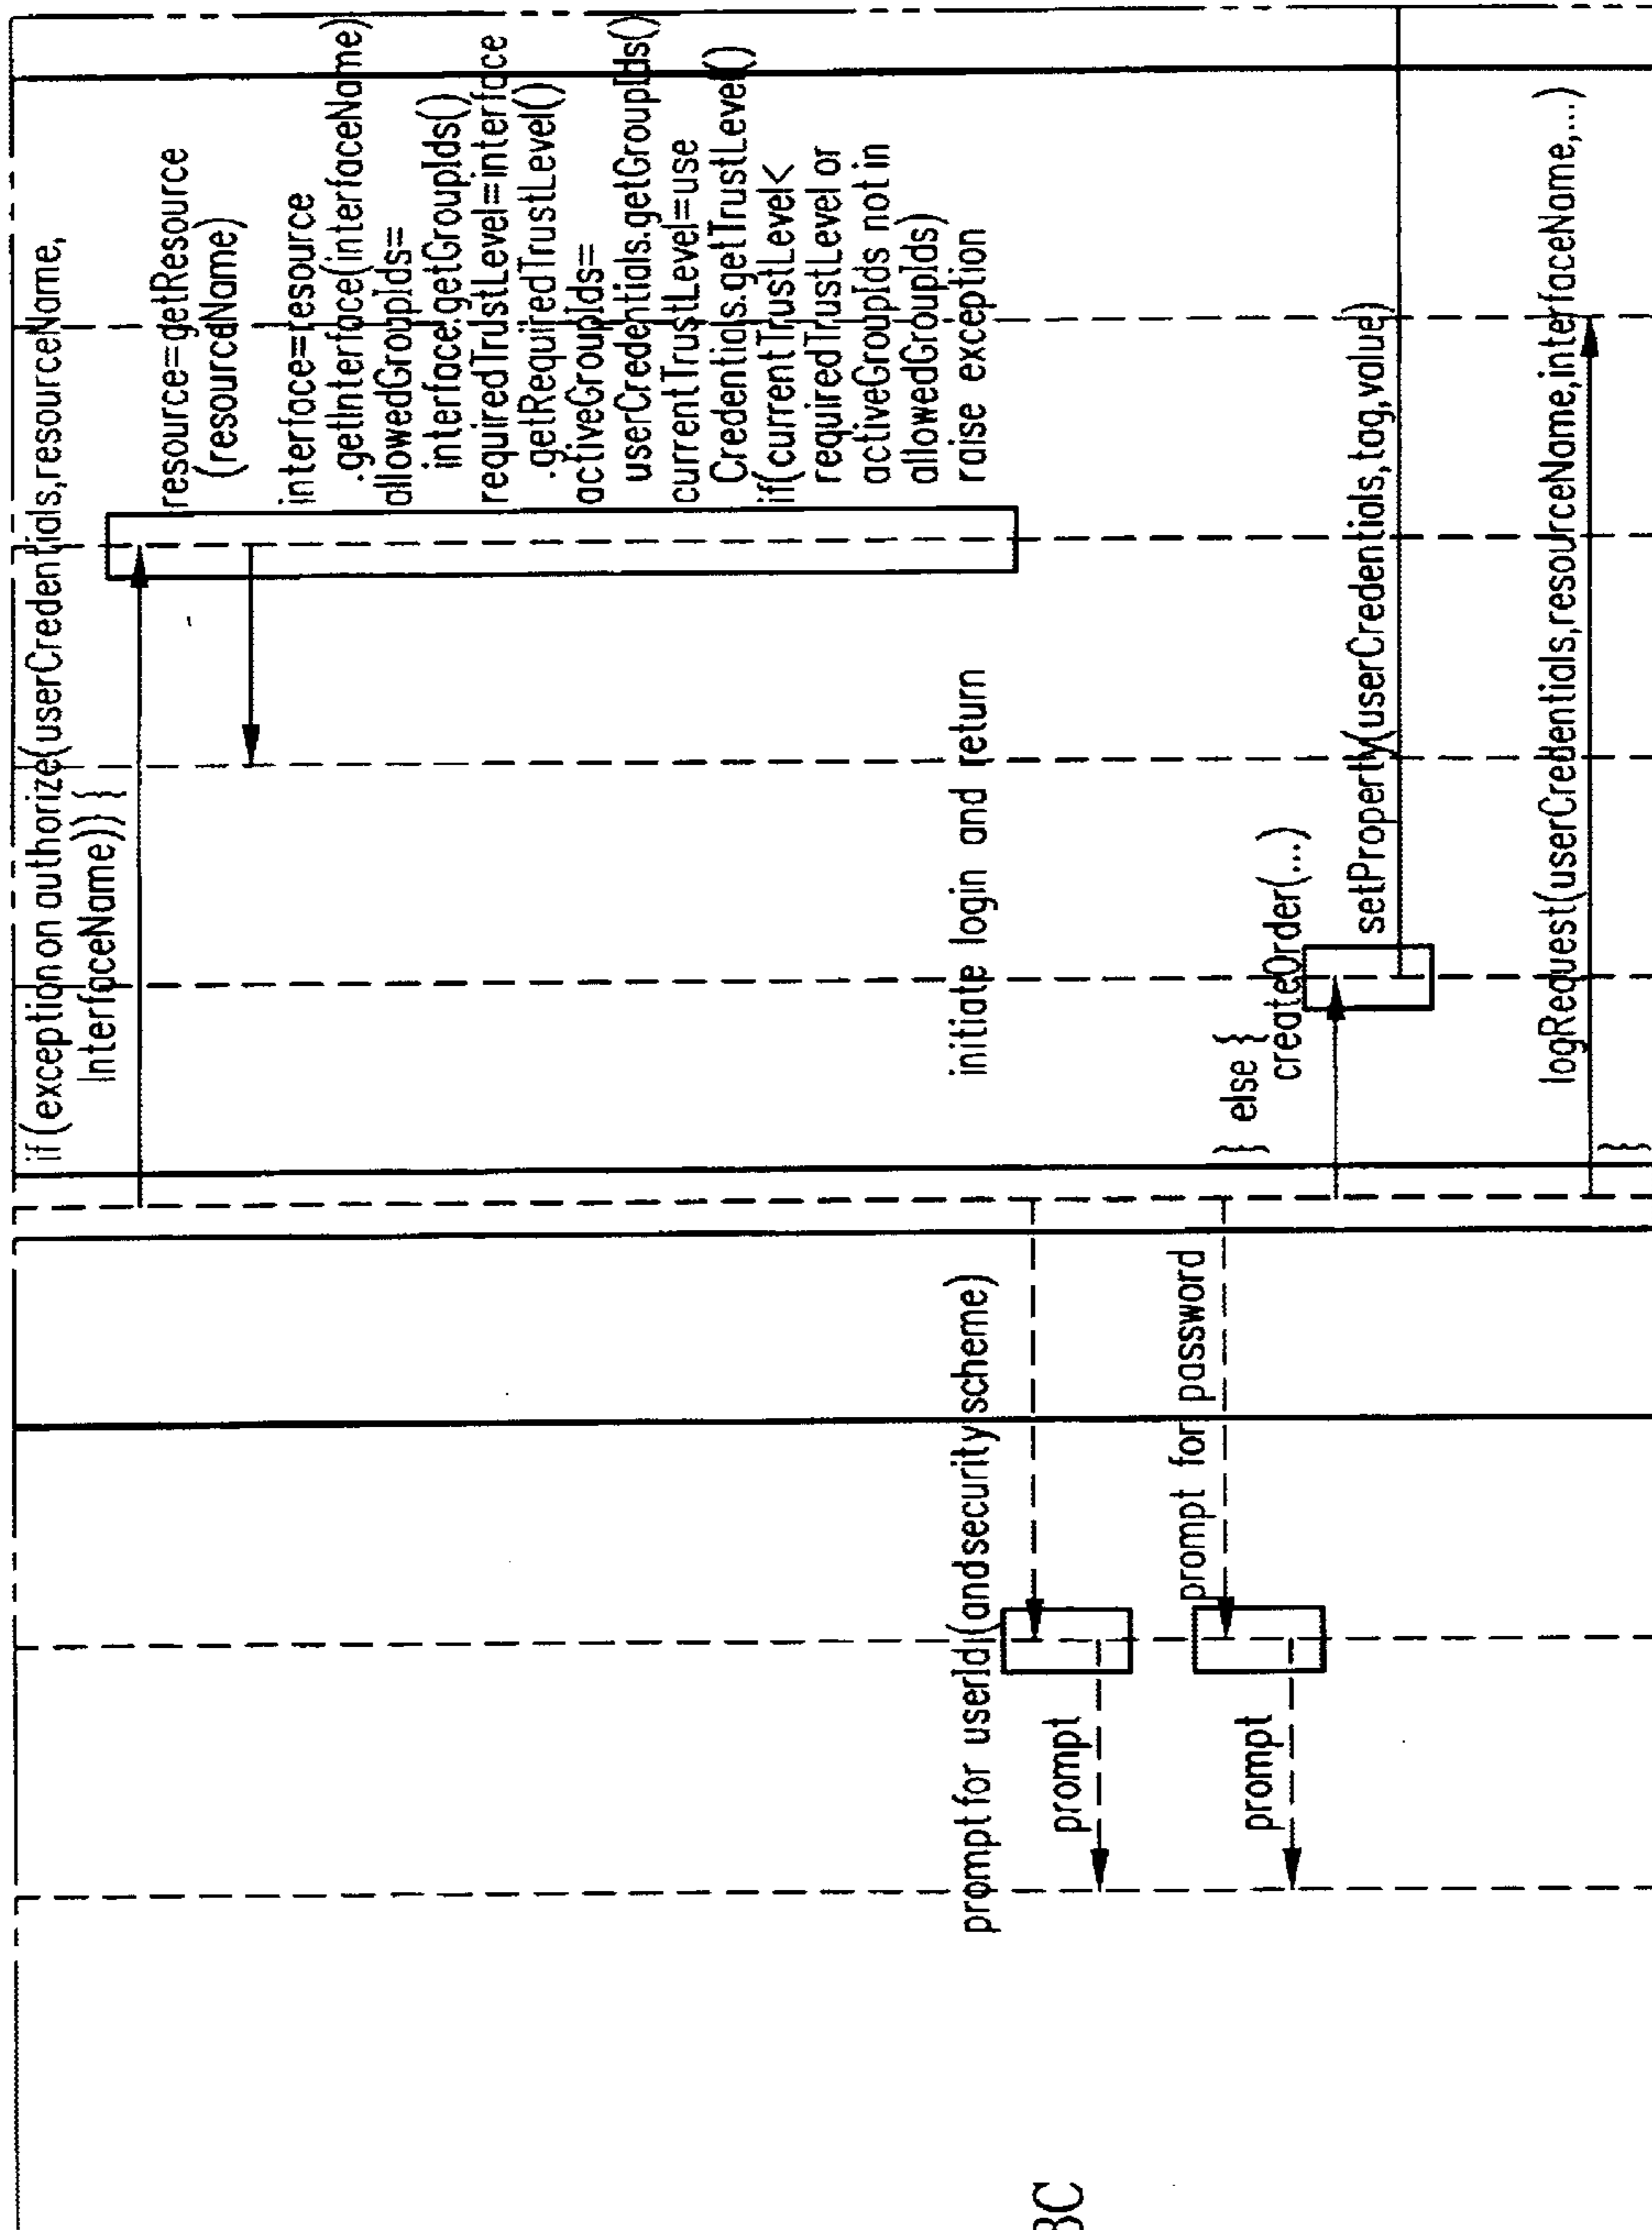 if(exception on authorize(userCredentials,resourceName,
InterfaceName)) {
resource=getResource
(resourceName)
interface=resource
.getInterface(interfaceName)
allowedGroupIds=
interface.getGroupIds()
requiredTrustLevel=interface
.getRequiredTrustLevel()
activeGroupIds=
userCredentials.getGroupIds()
currentTrustLevel=use
Credentials.getTrustLevel()
if(currentTrustLevel<
requiredTrustLevel or
activeGroupIds not in
allowedGroupIds)
raise exception
initiate login and return
prompt for userId (and security scheme)
prompt
prompt for password
prompt
} else {
createOrder(...)
setProperty(userCredentials,tag,value)
logRequest(userCredentials,resourceName,interfaceName,...)
}